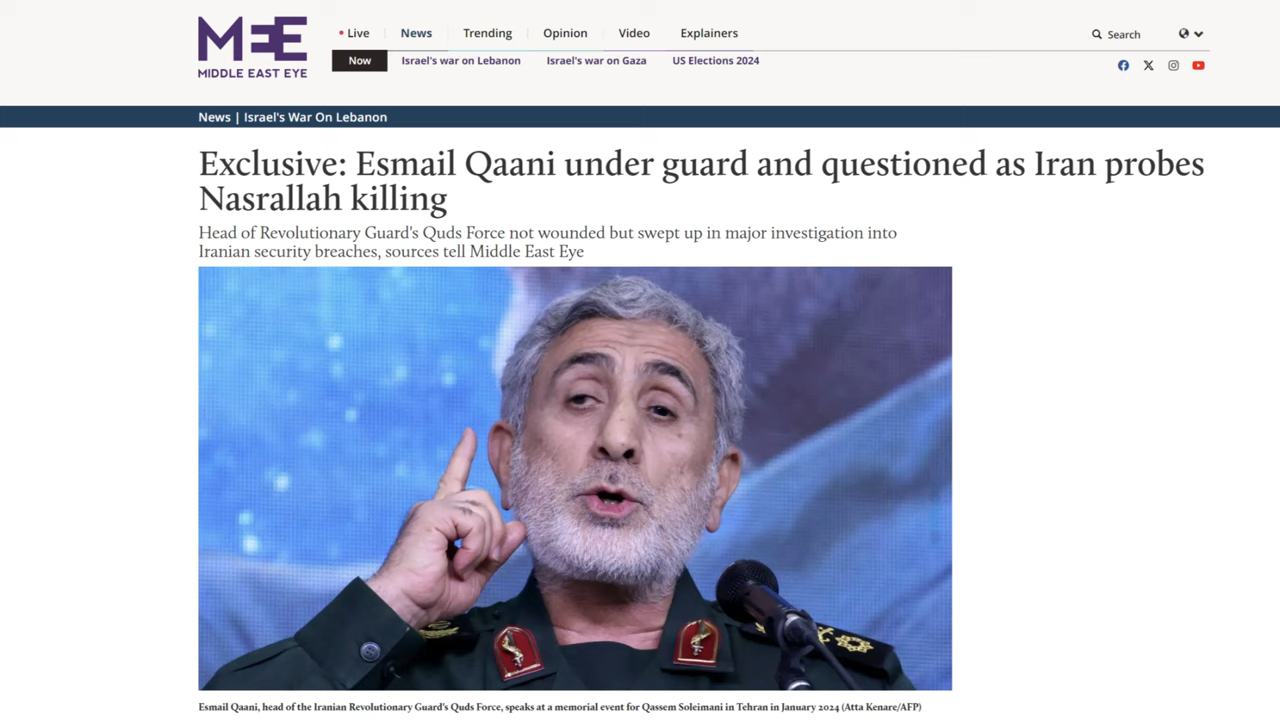 MEE
MIDDLE EAST EYE
Live
News
Trending
Opinion
Video
Explainers
Search
Now
Israel's war on Lebanon
Israel's war on Gaza
US Elections 2024
News | Israel's War On Lebanon
Exclusive: Esmail Qaani under guard and questioned as Iran probes
Nasrallah killing
Head of Revolutionary Guard's Quds Force not wounded but swept up in major investigation into
Iranian security breaches, sources tell Middle East Eye
Esmail Qaani, head of the Iranian Revolutionary Guard's Quds Force, speaks at a memorial event for Qassem Soleimani in Tehran in January 2024 (Atta Kenare/AFP)